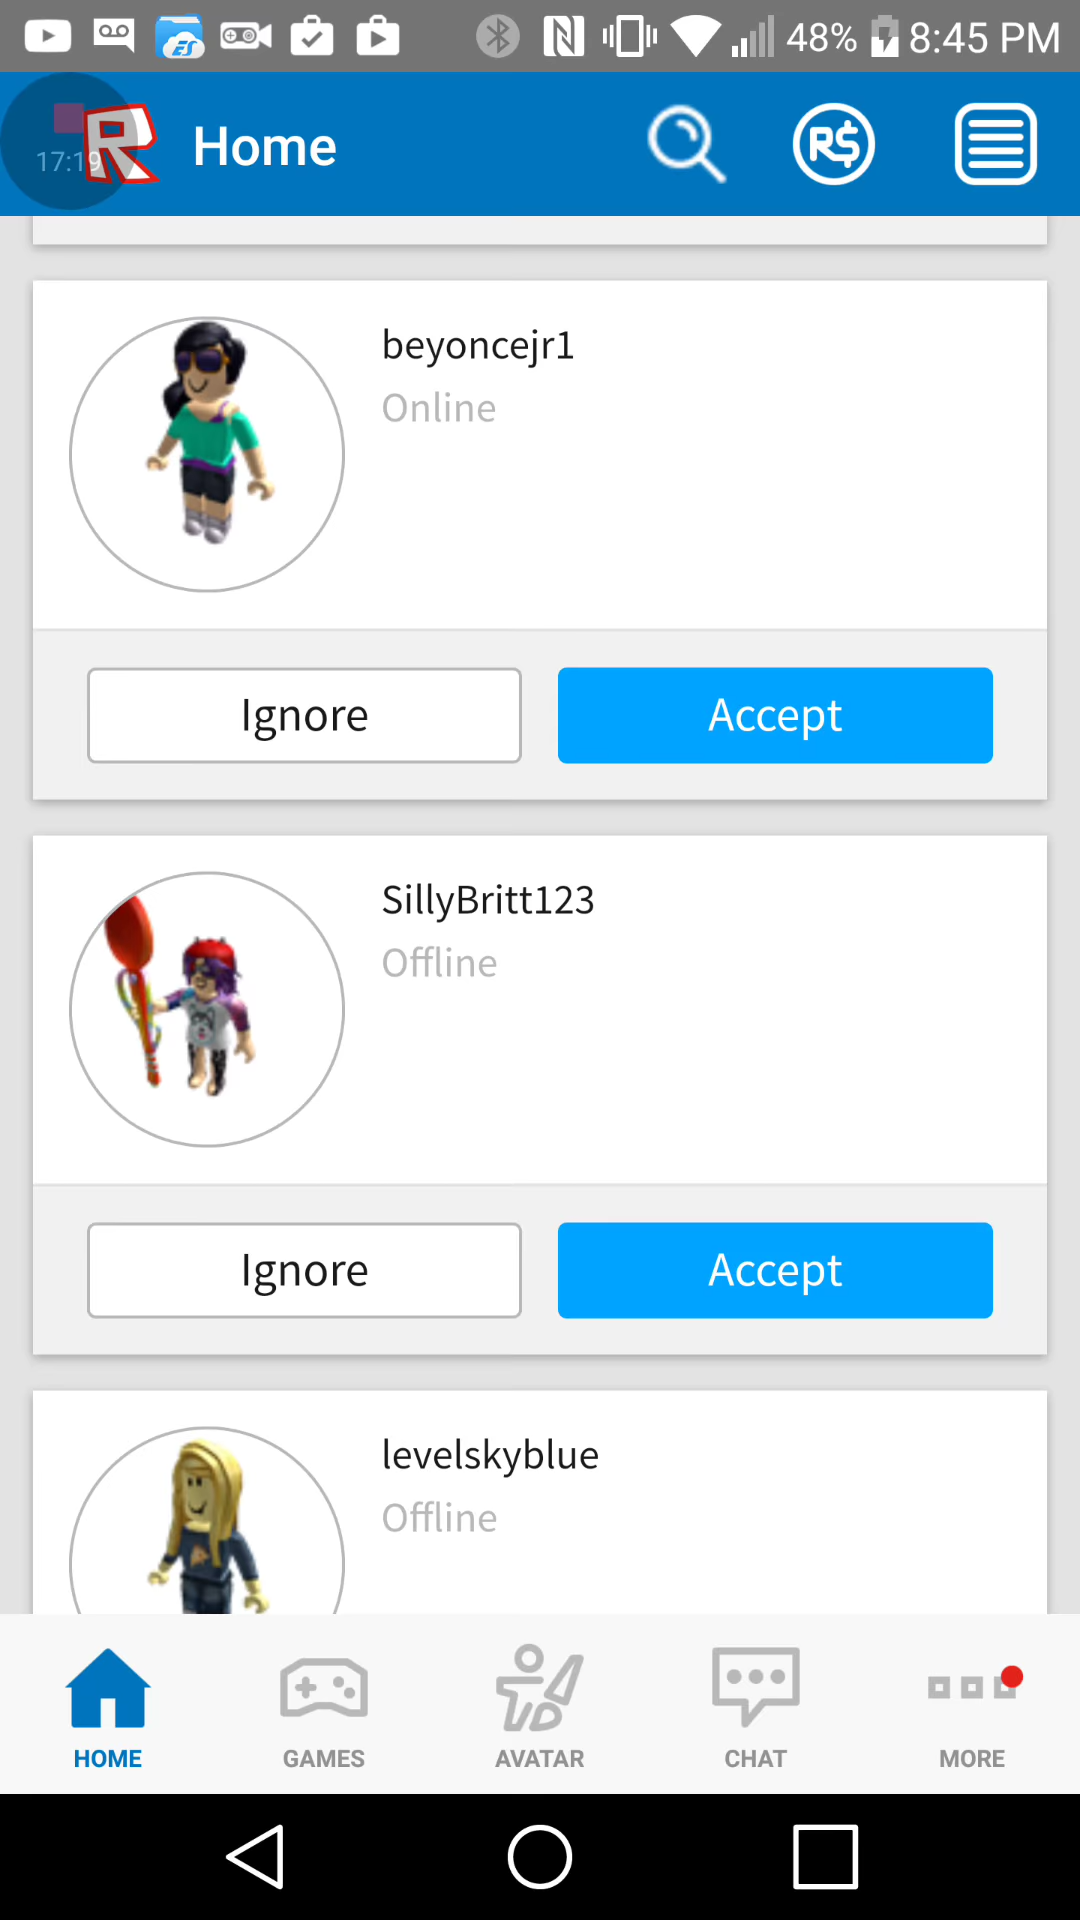 48% 8:45 PM
17:19 R Home R$
beyoncejr1
Online
Ignore Accept
SillyBritt123
Offline
Ignore Accept
levelskyblue
Offline
HOME GAMES AVATAR CHAT MORE